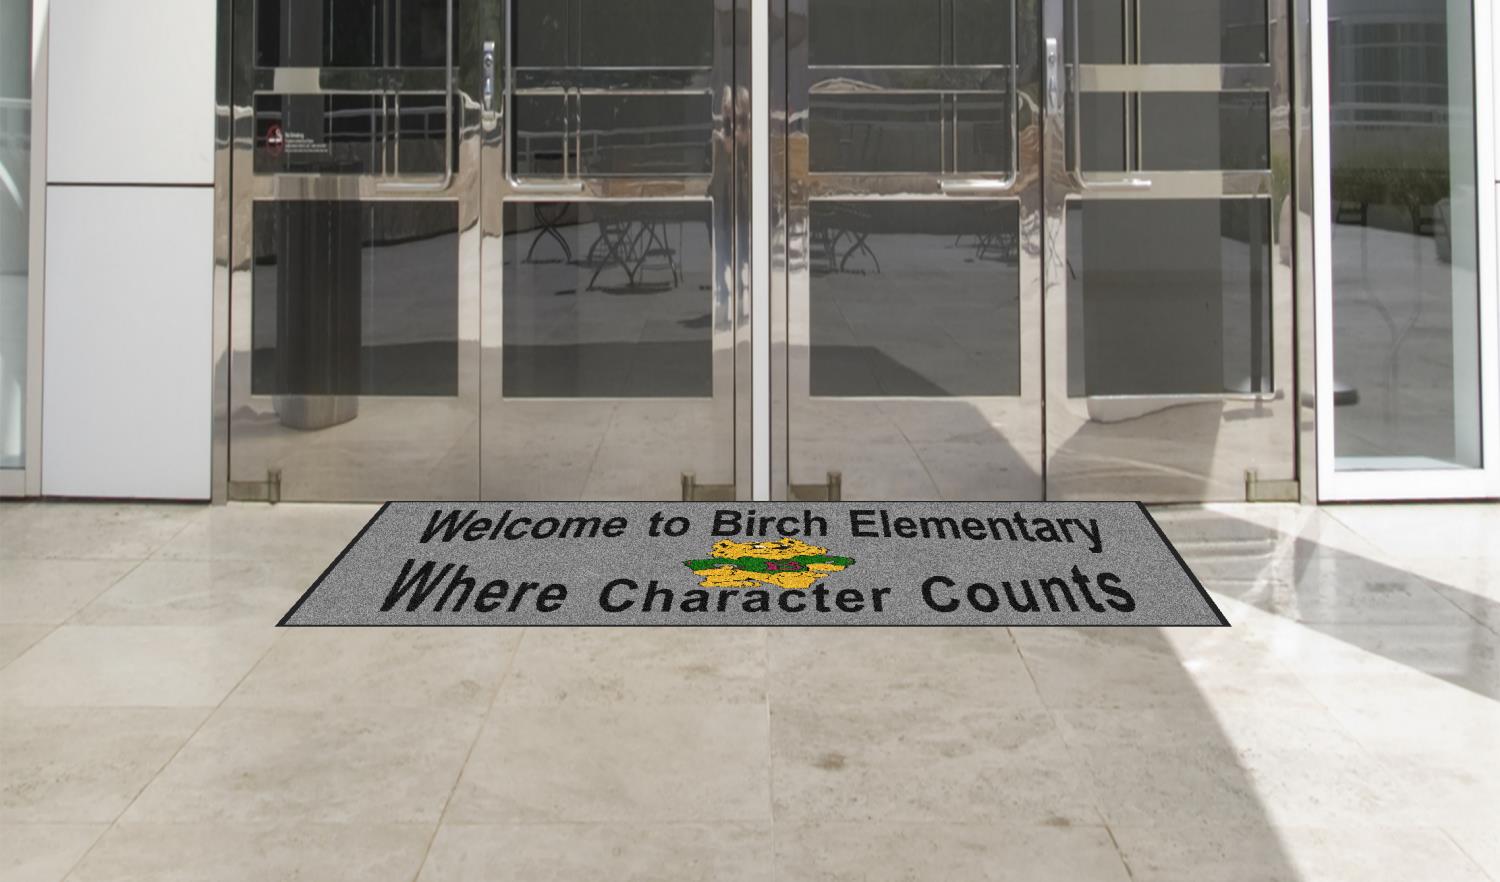 Welcome to Birch Elementary
Where Character Counts